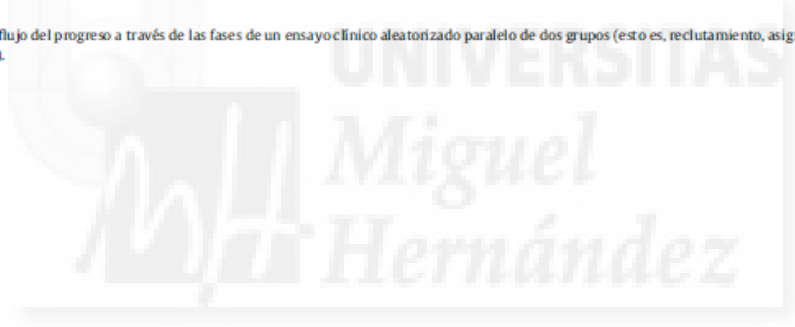 flujo del progreso a través de las fases de un ensayo clínico aleatorizado paralelo de dos grupos (esto es, reclutamiento, asig
).
UNIVERSITAS
Miguel
Hernández